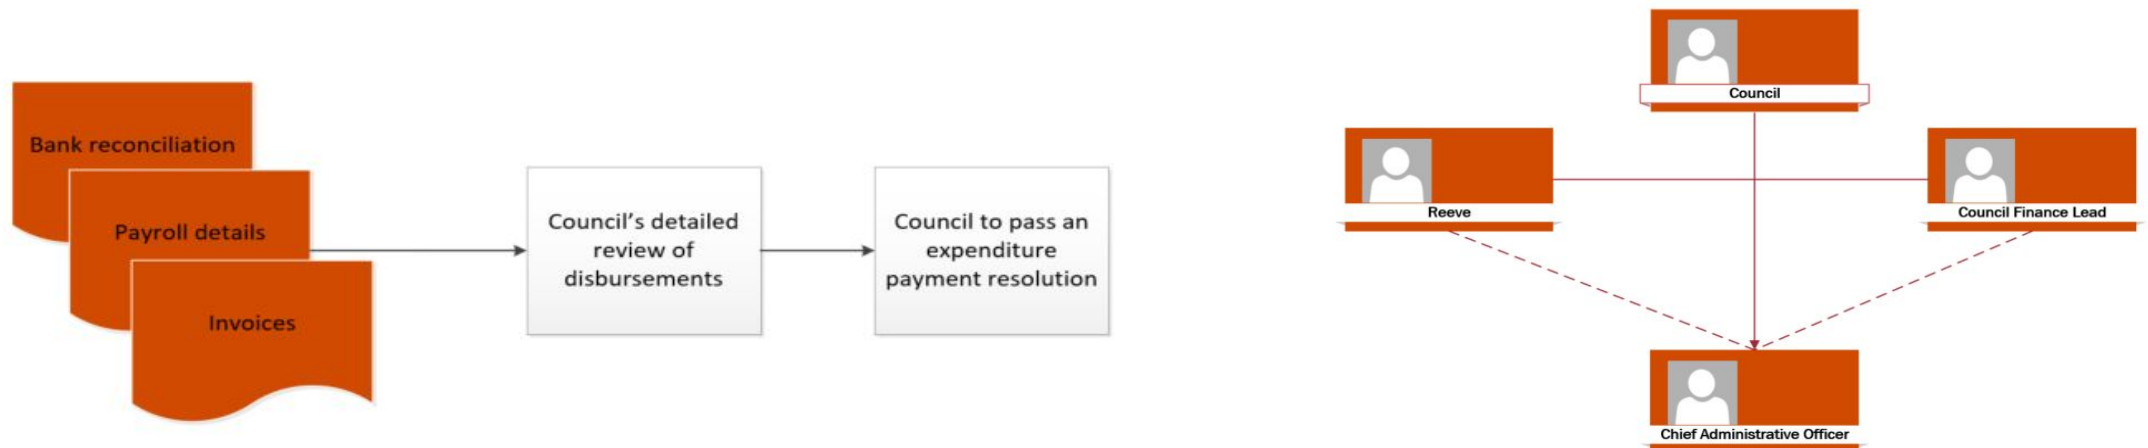 Bank reconciliation
Payroll details
Invoices
Council’s detailed
review of
disbursements
Council to pass an
expenditure
payment resolution
Council
Reeve
Council Finance Lead
Chief Administrative Officer